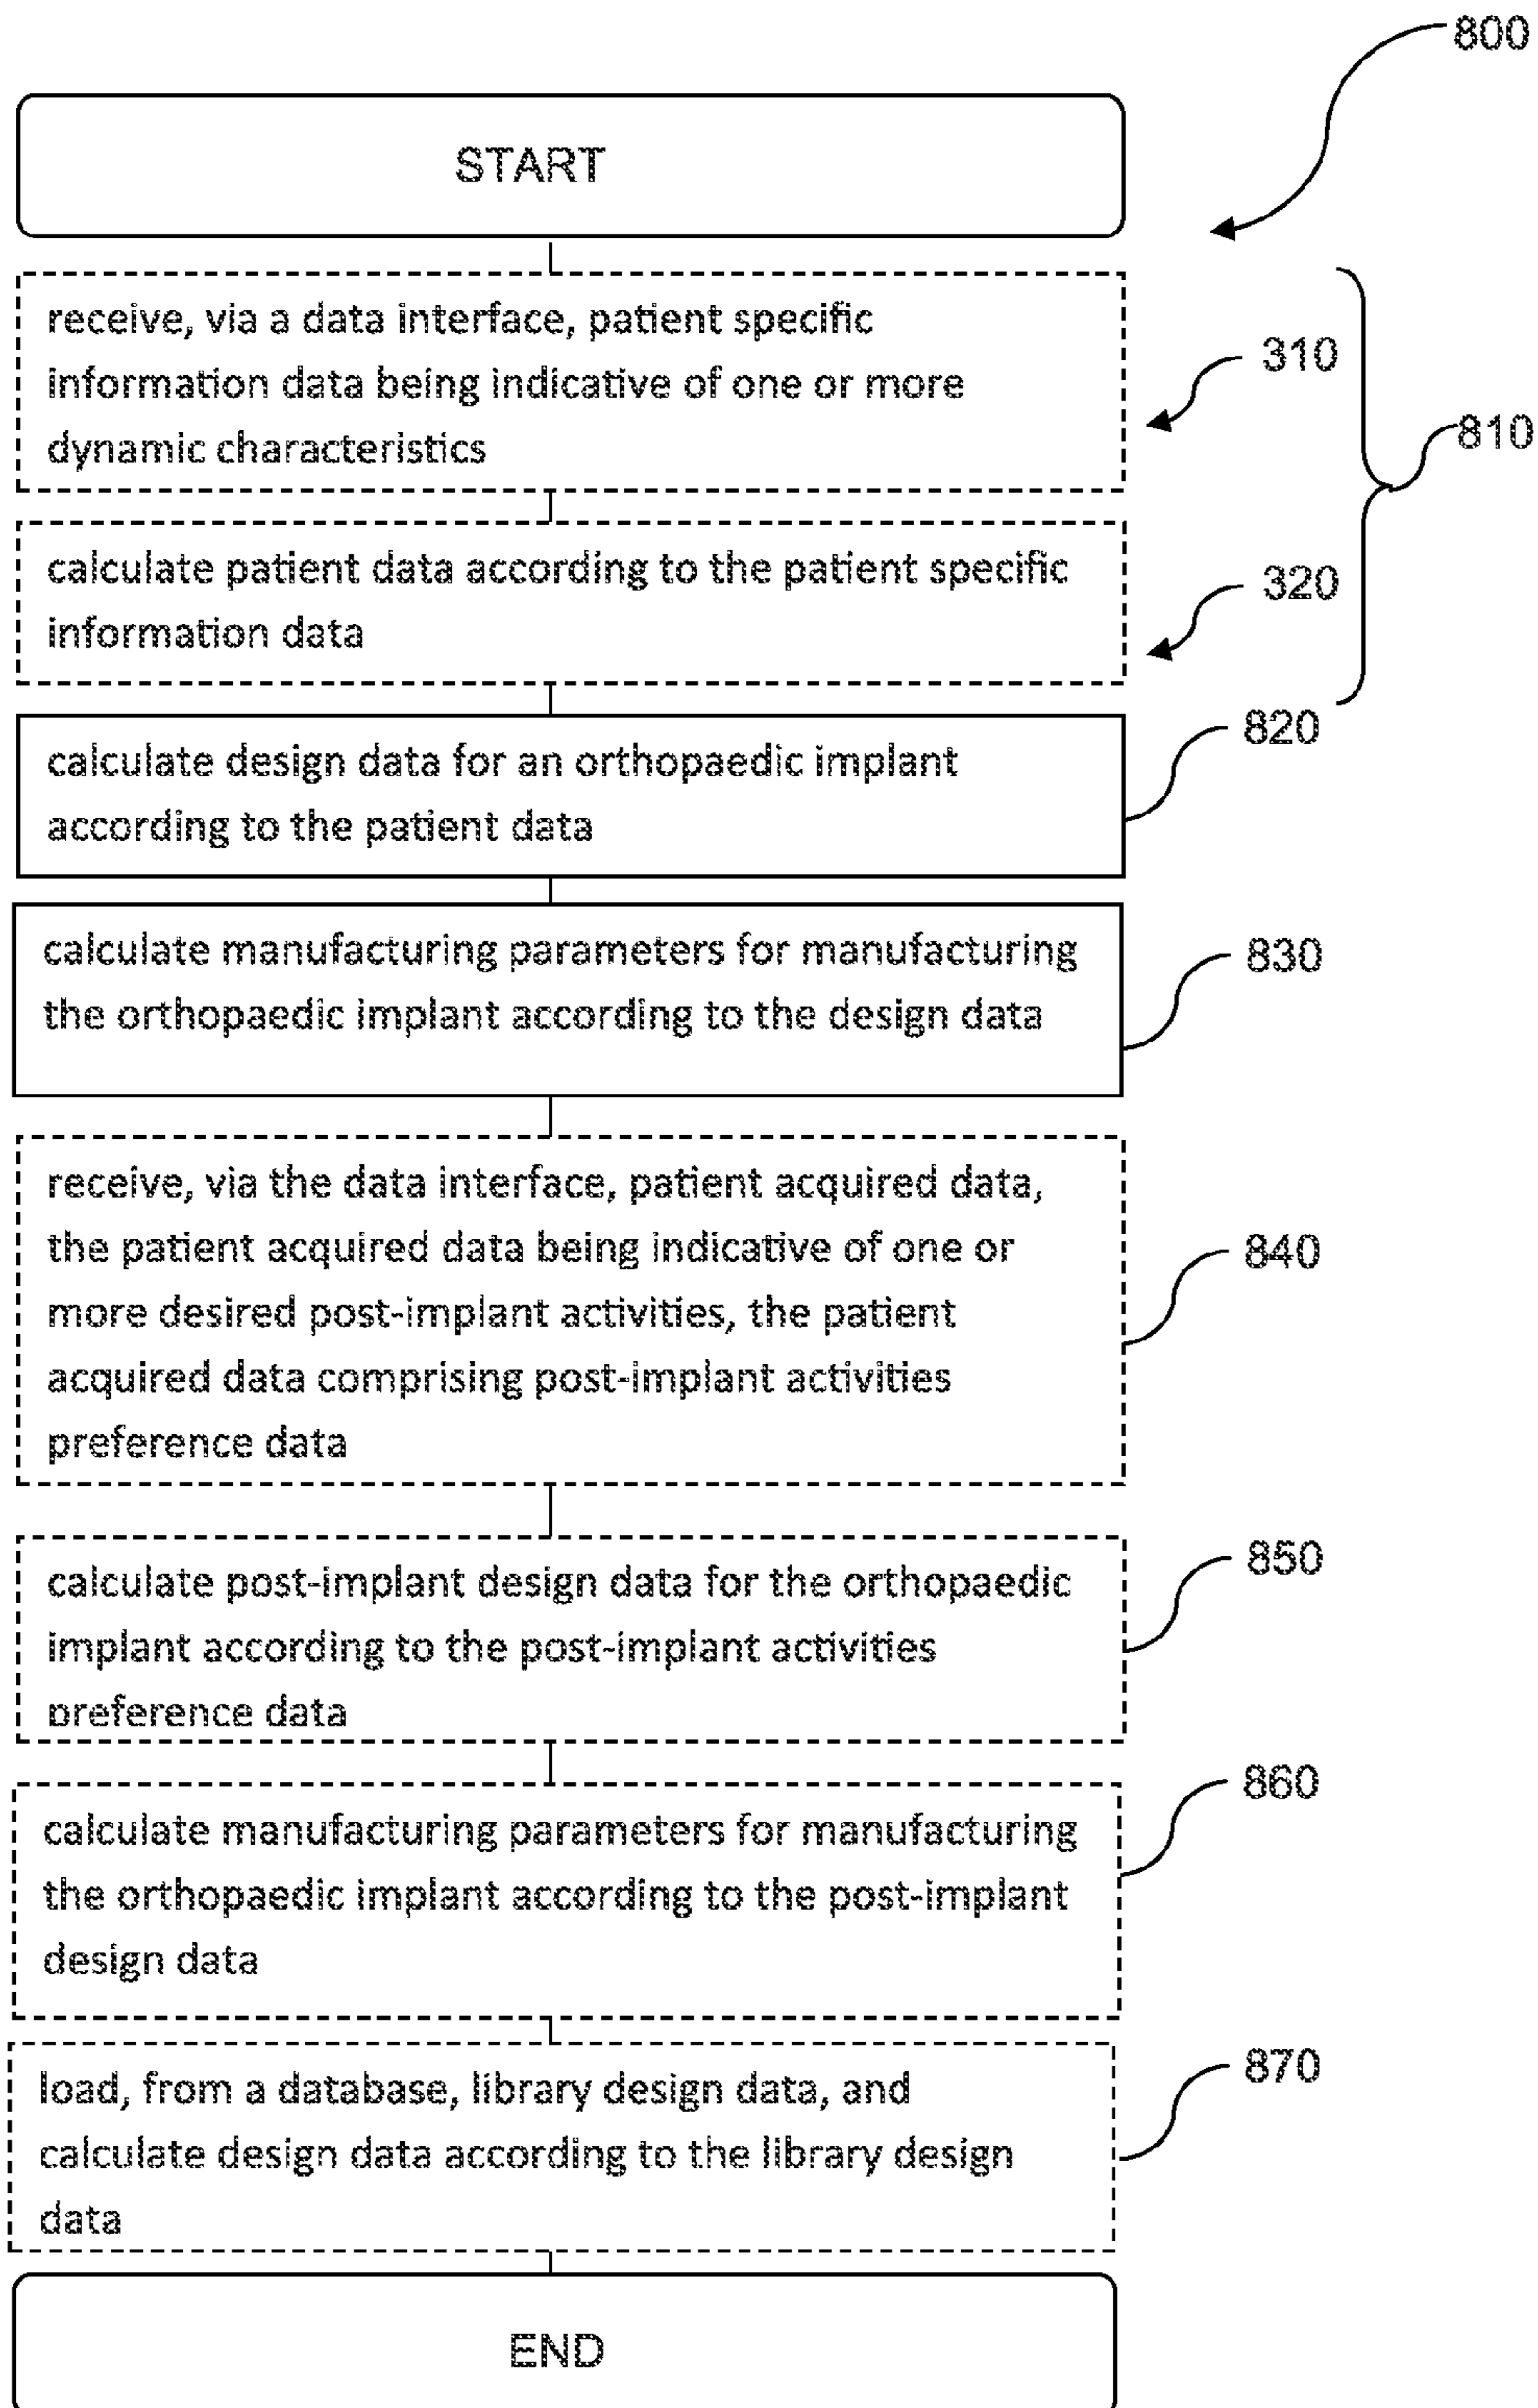 800
START
receive, via a data interface, patient specific
information data being indicative of one or more
dynamic characteristics
310
810
calculate patient data according to the patient specific
information data
320
calculate design data for an orthopaedic implant
according to the patient data
820
calculate manufacturing parameters for manufacturing
the orthopaedic implant according to the design data
830
receive, via the data interface, patient acquired data,
the patient acquired data being indicative of one or
more desired post-implant activities, the patient
acquired data comprising post-implant activities
preference data
840
calculate post-implant design data for the orthopaedic
implant according to the post-implant activities
preference data
850
calculate manufacturing parameters for manufacturing
the orthopaedic implant according to the post-implant
design data
860
load, from a database, library design data, and
calculate design data according to the library design
data
870
END